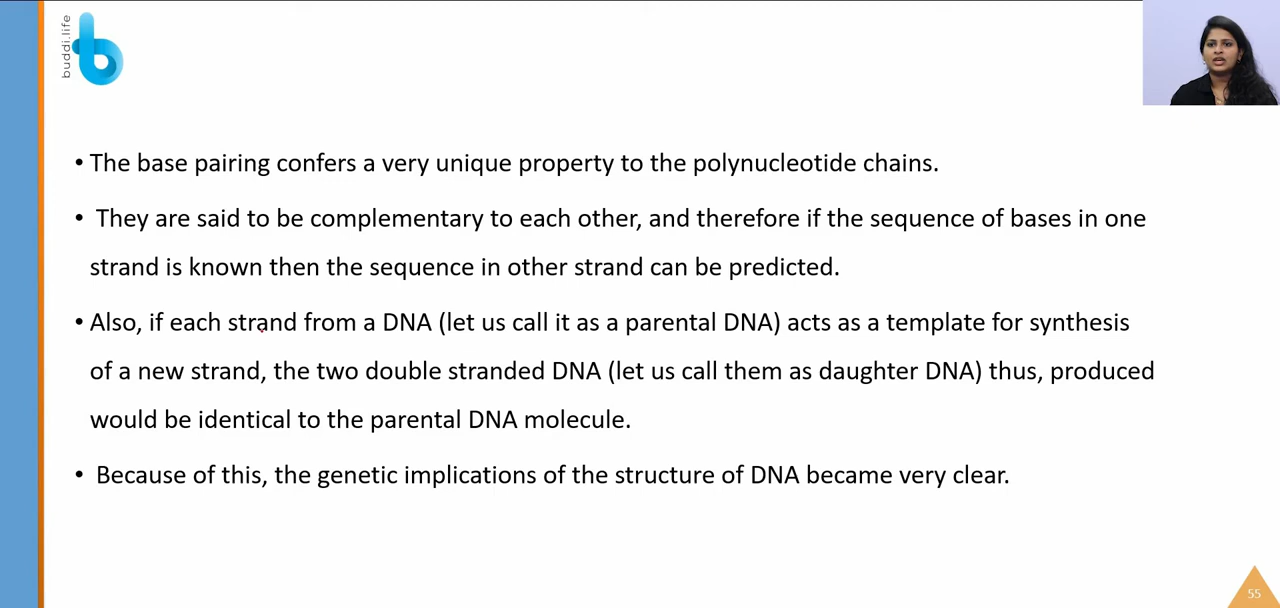 buddi.life
• The base pairing confers a very unique property to the polynucleotide chains.
• They are said to be complementary to each other, and therefore if the sequence of bases in one
strand is known then the sequence in other strand can be predicted.
• Also, if each strand from a DNA (let us call it as a parental DNA) acts as a template for synthesis
of a new strand, the two double stranded DNA (let us call them as daughter DNA) thus, produced
would be identical to the parental DNA molecule.
• Because of this, the genetic implications of the structure of DNA became very clear.
55